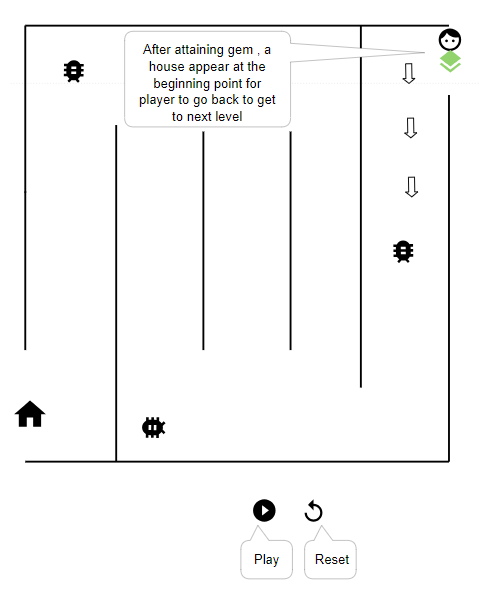 After attaining gem , a
house appear at the
beginning point for
player to go back to get
to next level
Play
Reset